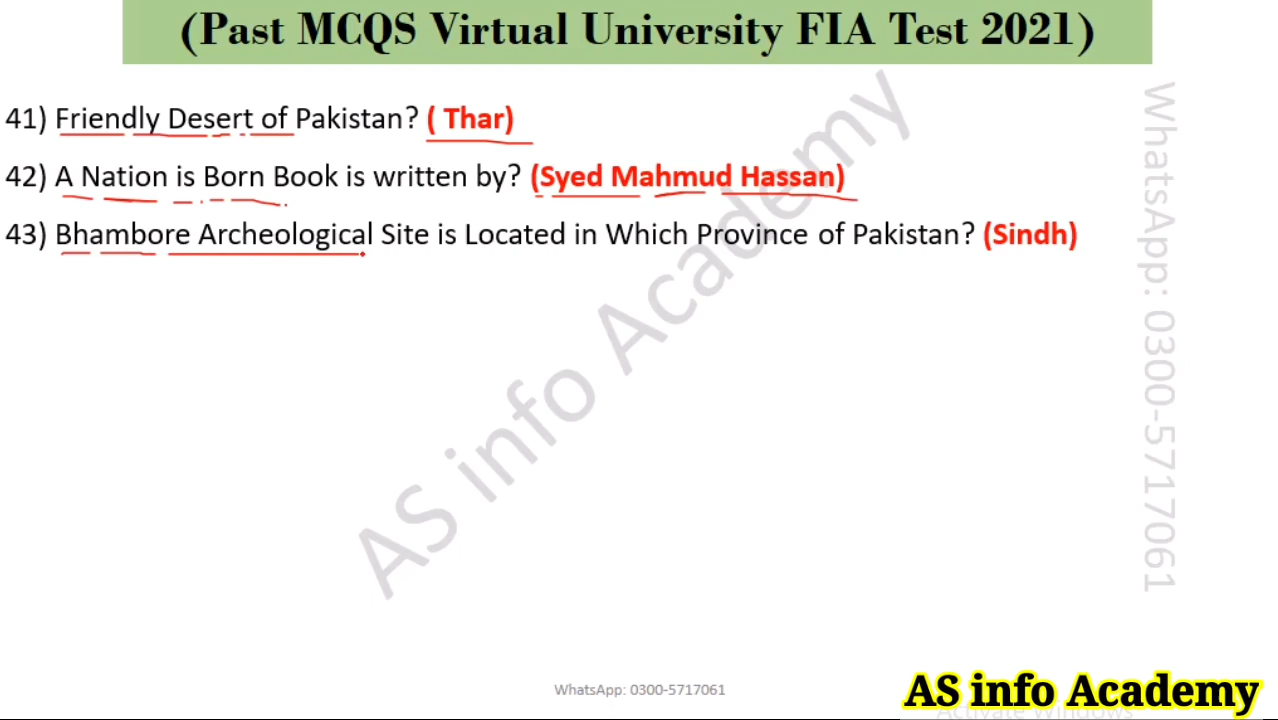 (Past MCQS Virtual University FIA Test 2021)
41) Friendly Desert of Pakistan? ( Thar)
42) A Nation is Born Book is written by? (Syed Mahmud Hassan)
43) Bhambore Archeological Site is Located in Which Province of Pakistan? (Sindh)
AS info Academy
WhatsApp: 0300-5717061
WhatsApp: 0300-5717061
AS info Academy
Activate Windows